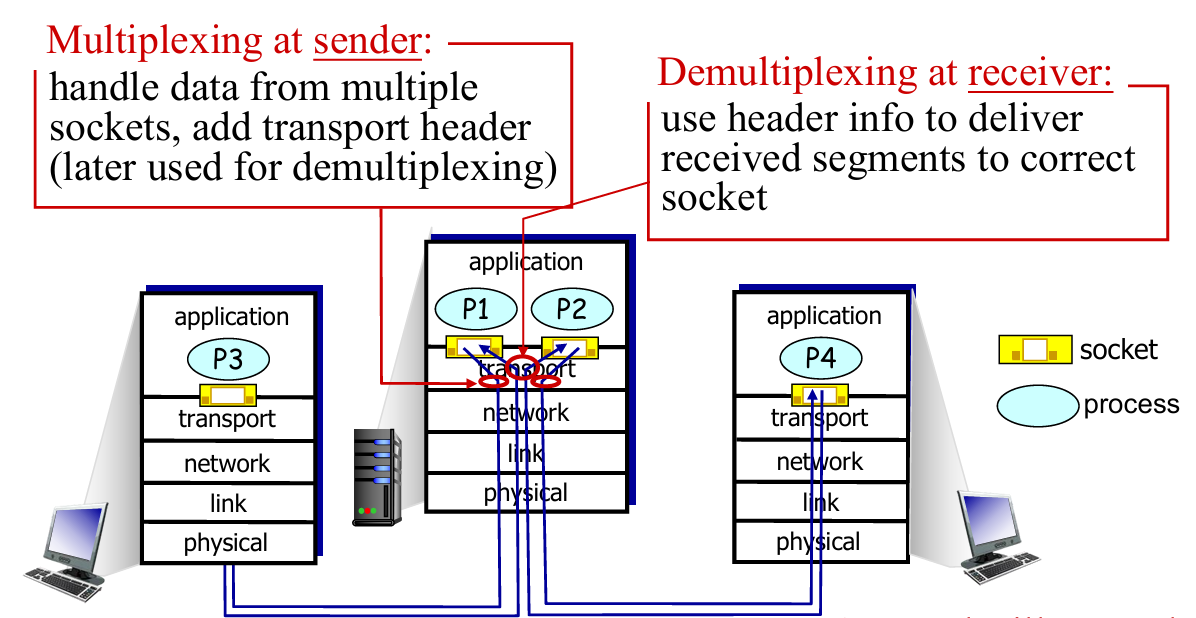 Multiplexing at sender:
handle data from multiple
sockets, add transport header
(later used for demultiplexing)
Demultiplexing at receiver:
use header info to deliver
received segments to correct
socket
application
P1 P2
transport
network
link
physical
application
P3
transport
network
link
physical
application
P4
transport
network
link
physical
socket
process